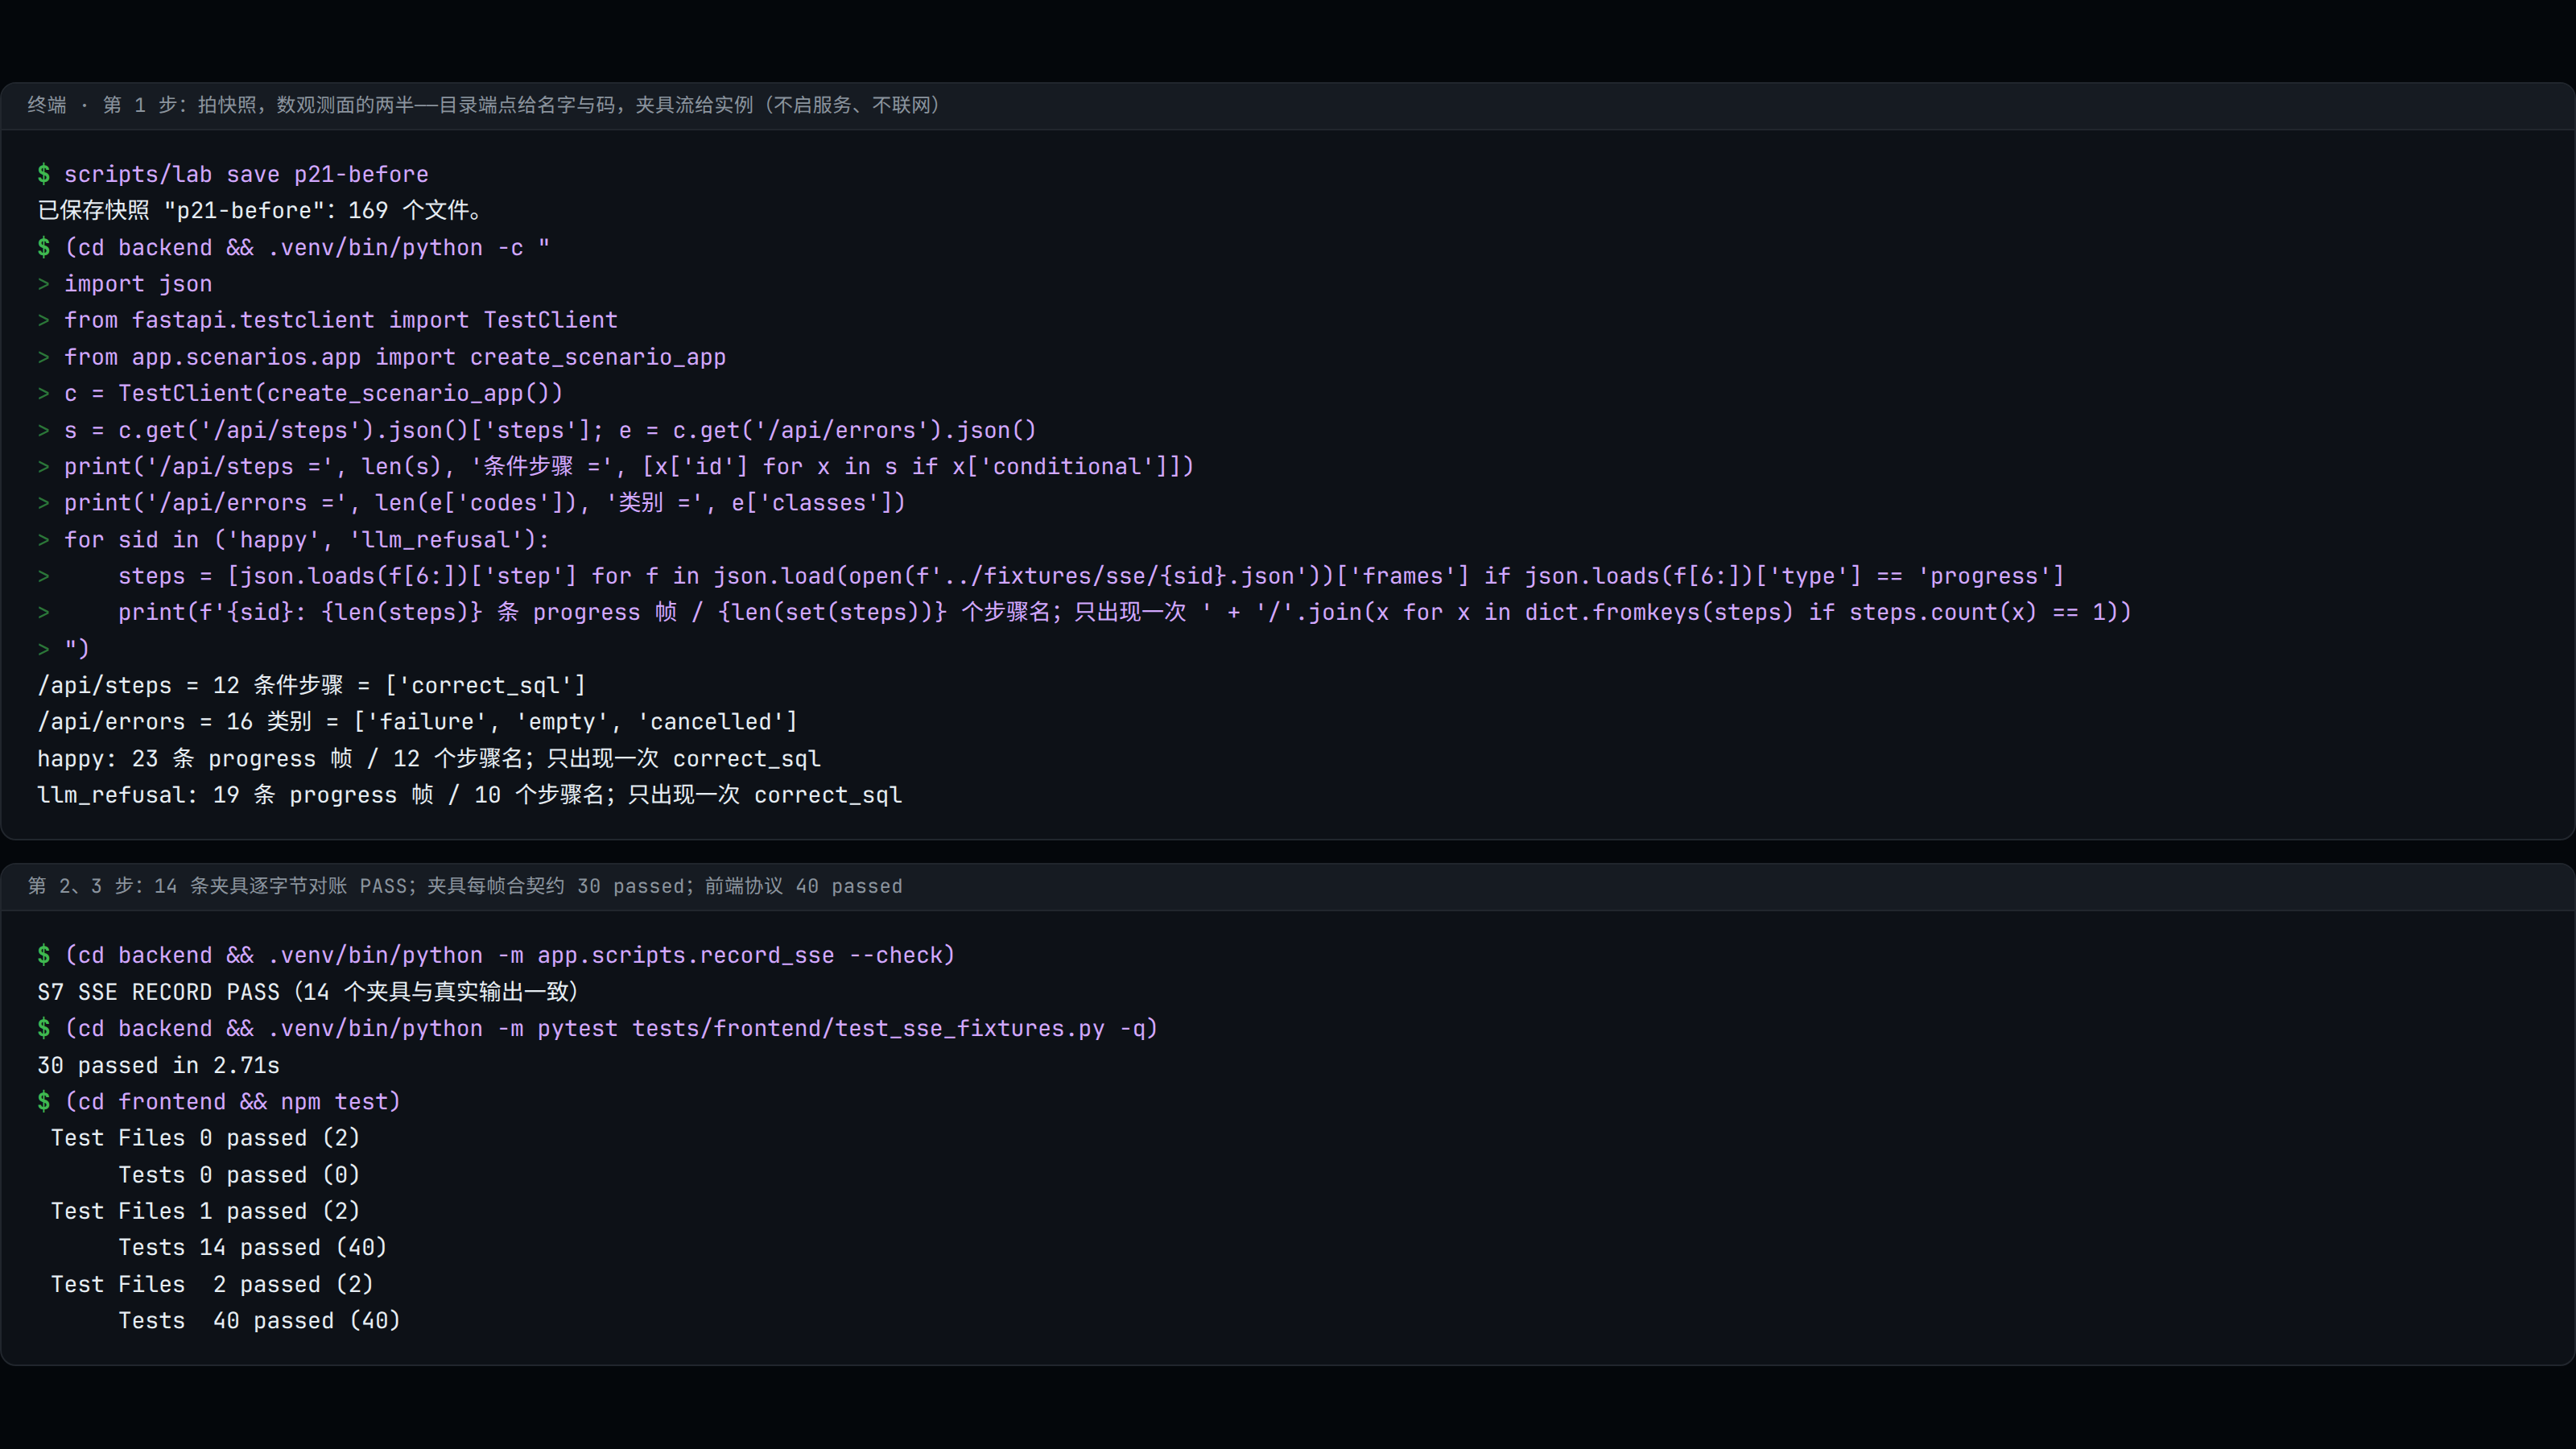 终端 · 第 1 步：拍快照，数观测面的两半——目录端点给名字与码，夹具流给实例（不启服务、不联网）
$ scripts/lab save p21-before
已保存快照 "p21-before"：169 个文件。
$ (cd backend && .venv/bin/python -c "
> import json
> from fastapi.testclient import TestClient
> from app.scenarios.app import create_scenario_app
> c = TestClient(create_scenario_app())
> s = c.get('/api/steps').json()['steps']; e = c.get('/api/errors').json()
> print('/api/steps =', len(s), '条件步骤 =', [x['id'] for x in s if x['conditional']])
> print('/api/errors =', len(e['codes']), '类别 =', e['classes'])
> for sid in ('happy', 'llm_refusal'):
>     steps = [json.loads(f[6:])['step'] for f in json.load(open(f'../fixtures/sse/{sid}.json'))['frames'] if json.loads(f[6:])['type'] == 'progress']
>     print(f'{sid}: {len(steps)} 条 progress 帧 / {len(set(steps))} 个步骤名；只出现一次 ' + '/'.join(x for x in dict.fromkeys(steps) if steps.count(x) == 1))
> ")
/api/steps = 12 条件步骤 = ['correct_sql']
/api/errors = 16 类别 = ['failure', 'empty', 'cancelled']
happy: 23 条 progress 帧 / 12 个步骤名；只出现一次 correct_sql
llm_refusal: 19 条 progress 帧 / 10 个步骤名；只出现一次 correct_sql
第 2、3 步：14 条夹具逐字节对账 PASS；夹具每帧合契约 30 passed；前端协议 40 passed
$ (cd backend && .venv/bin/python -m app.scripts.record_sse --check)
S7 SSE RECORD PASS（14 个夹具与真实输出一致）
$ (cd backend && .venv/bin/python -m pytest tests/frontend/test_sse_fixtures.py -q)
30 passed in 2.71s
$ (cd frontend && npm test)
 Test Files 0 passed (2)
      Tests 0 passed (0)
 Test Files 1 passed (2)
      Tests 14 passed (40)
 Test Files  2 passed (2)
      Tests  40 passed (40)